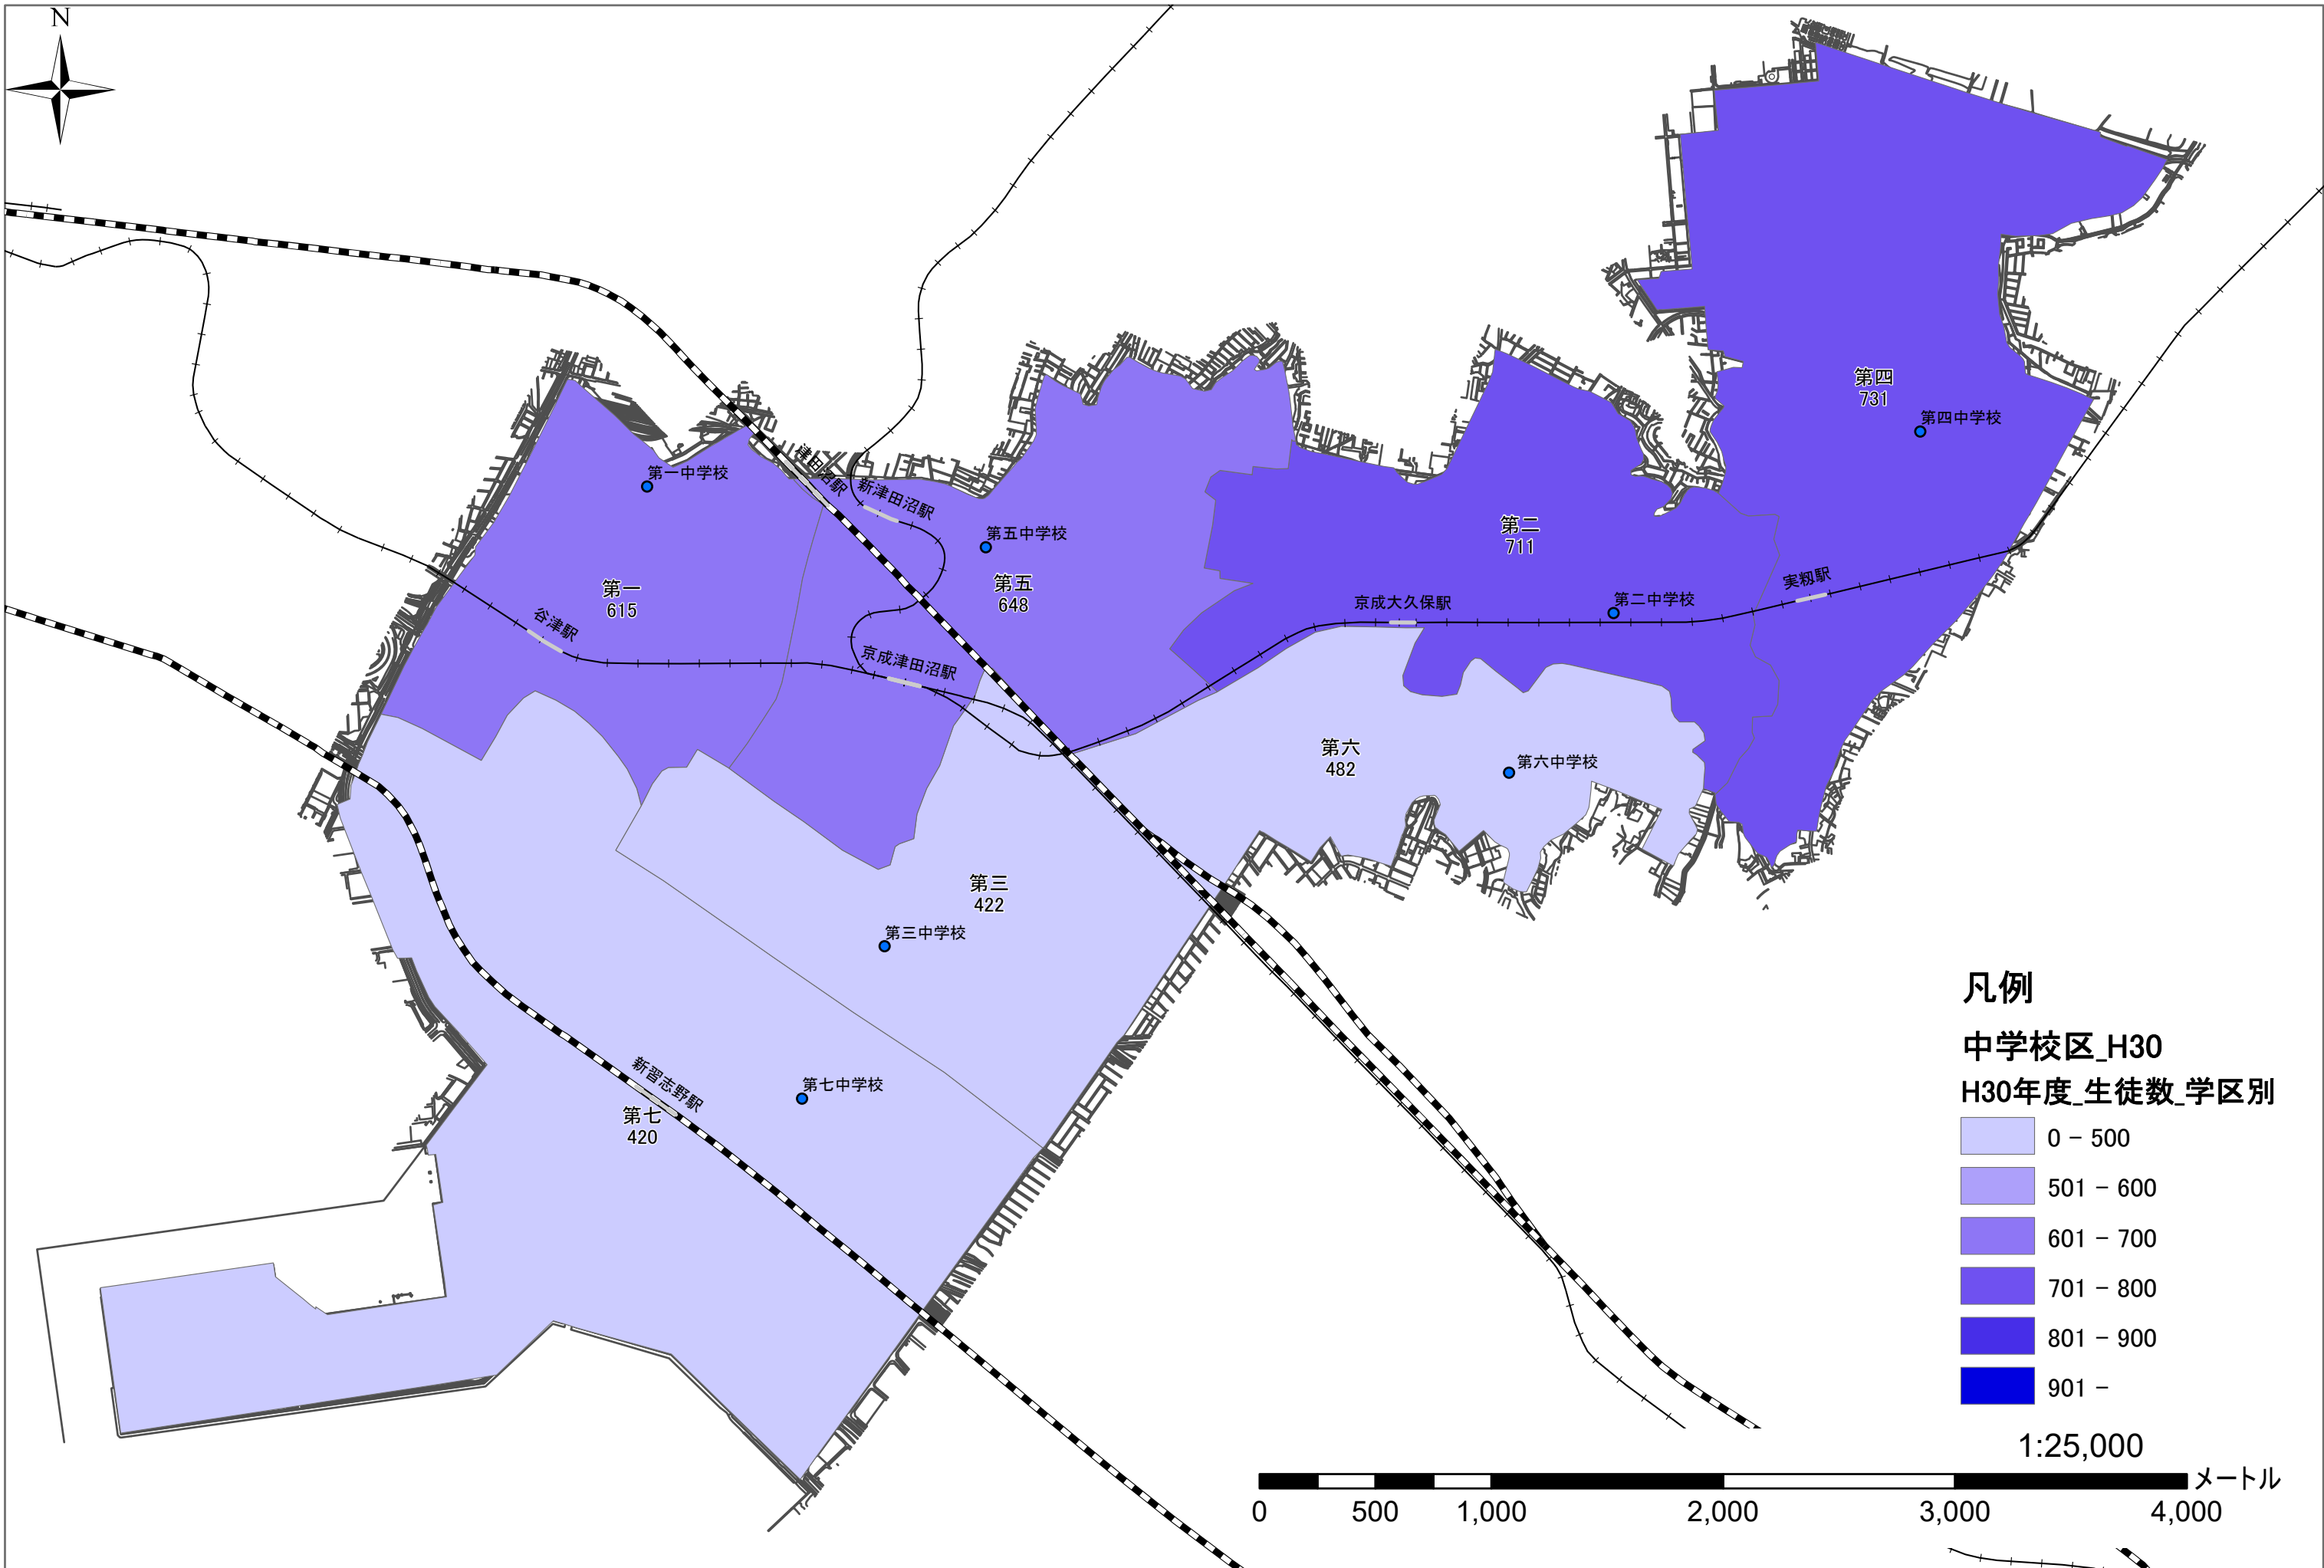 N
第四
731
第四中学校
津田沼駅
第一中学校
新津田沼駅
第五中学校
第二
711
第一
615
第五
648
実籾駅
京成大久保駅
第二中学校
谷津駅
京成津田沼駅
第六
482
第六中学校
第三
422
第三中学校
新習志野駅
第七中学校
第七
420
凡例
中学校区_H30
H30年度_生徒数_学区別
0 - 500
501 - 600
601 - 700
701 - 800
801 - 900
901 -
1:25,000
メートル
0 500 1,000 2,000 3,000 4,000